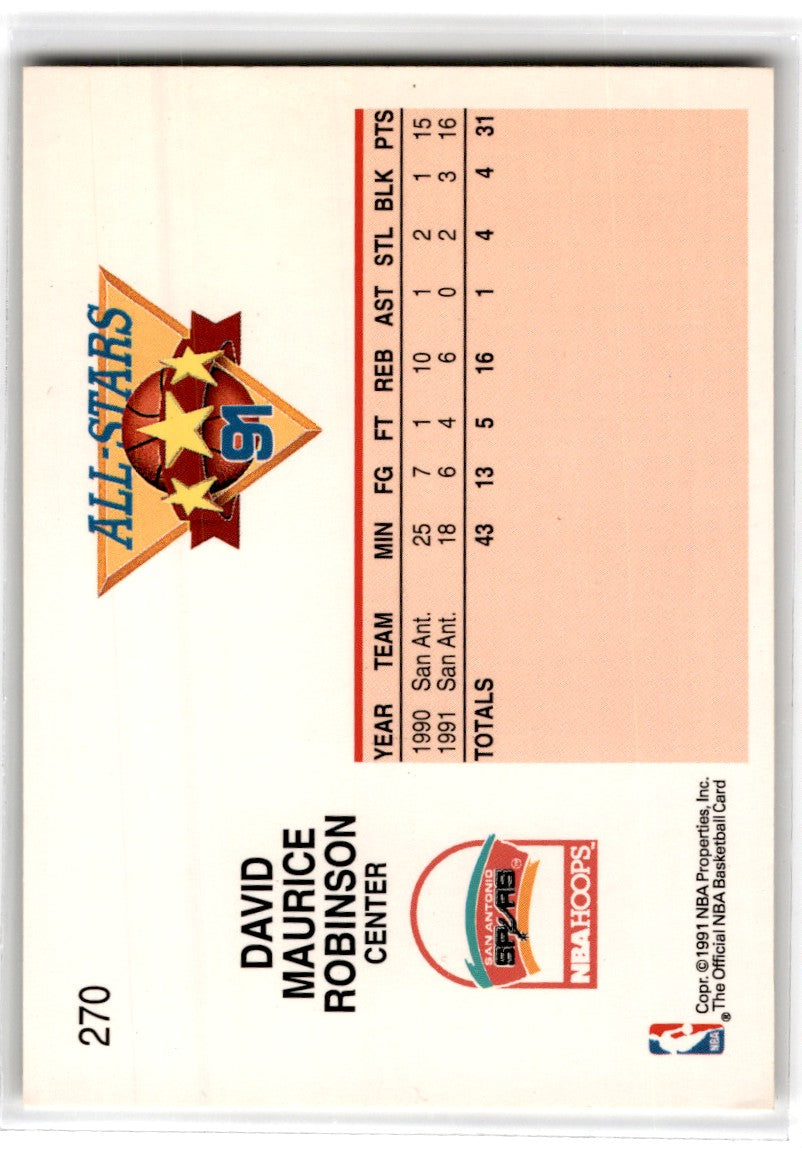 270
ALL-STARS
91
DAVID
MAURICE
ROBINSON
CENTER
SAN ANTONIO
SPURS
®
NBA HOOPS™
YEAR TEAM MIN FG FT REB AST STL BLK PTS
1990 San Ant. 25 7 1 10 1 2 1 15
1991 San Ant. 18 6 4 6 0 2 3 16
TOTALS 43 13 5 16 1 4 4 31
NBA
®
Copr. ©1991 NBA Properties, Inc.
The Official NBA Basketball Card